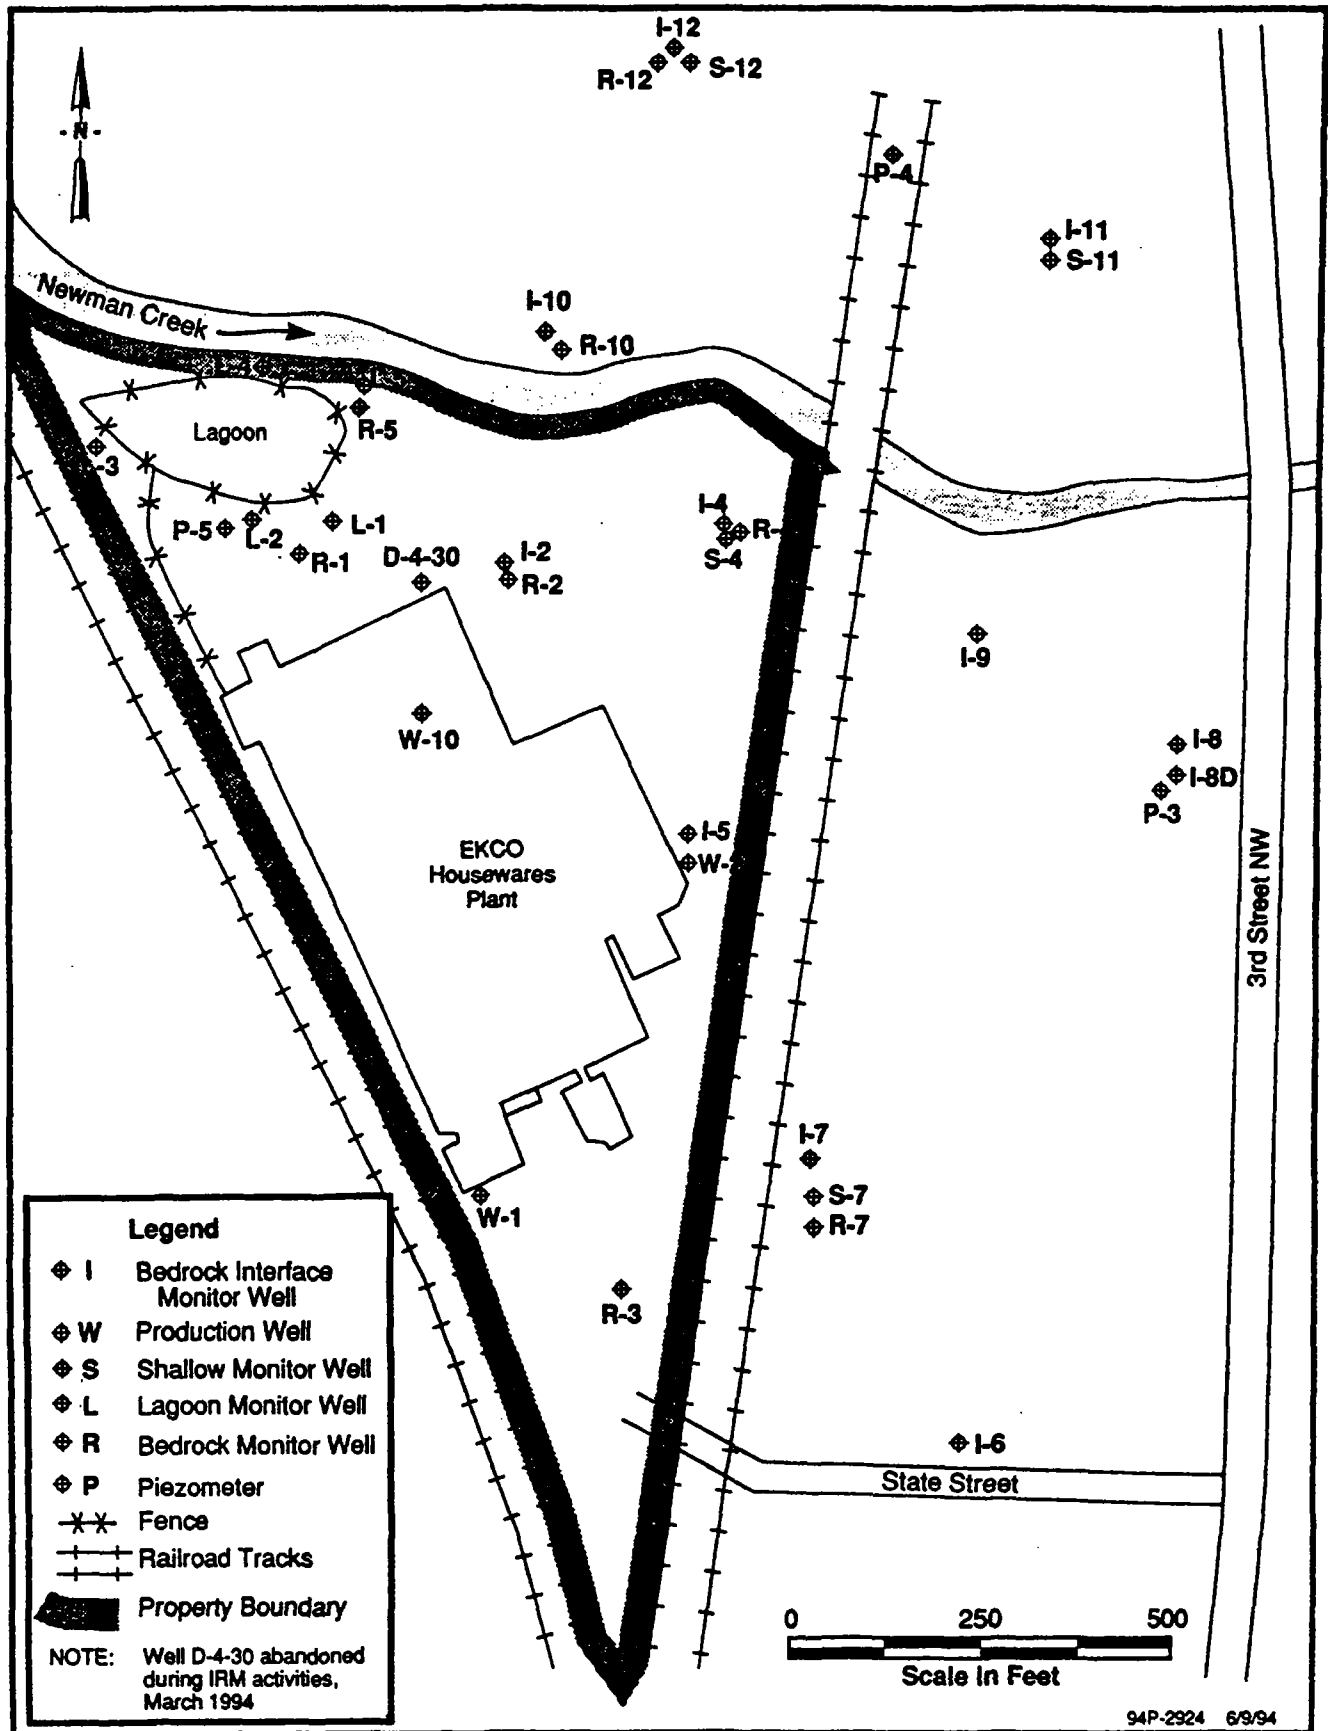 I-12
R-12
S-12
- N -
P-4
I-11
S-11
Newman Creek
I-10
R-10
R-5
Lagoon
-3
I-4
R-
S-4
P-5
L-2
L-1
R-1
D-4-30
I-2
R-2
I-9
W-10
I-8
I-8D
P-3
I-5
W-
EKCO
Housewares
Plant
3rd Street NW
I-7
S-7
R-7
W-1
R-3
I-6
State Street
Legend
I Bedrock Interface
Monitor Well
W Production Well
S Shallow Monitor Well
L Lagoon Monitor Well
R Bedrock Monitor Well
P Piezometer
Fence
Railroad Tracks
Property Boundary
NOTE: Well D-4-30 abandoned
during IRM activities,
March 1994
0 250 500
Scale In Feet
94P-2924 6/9/94